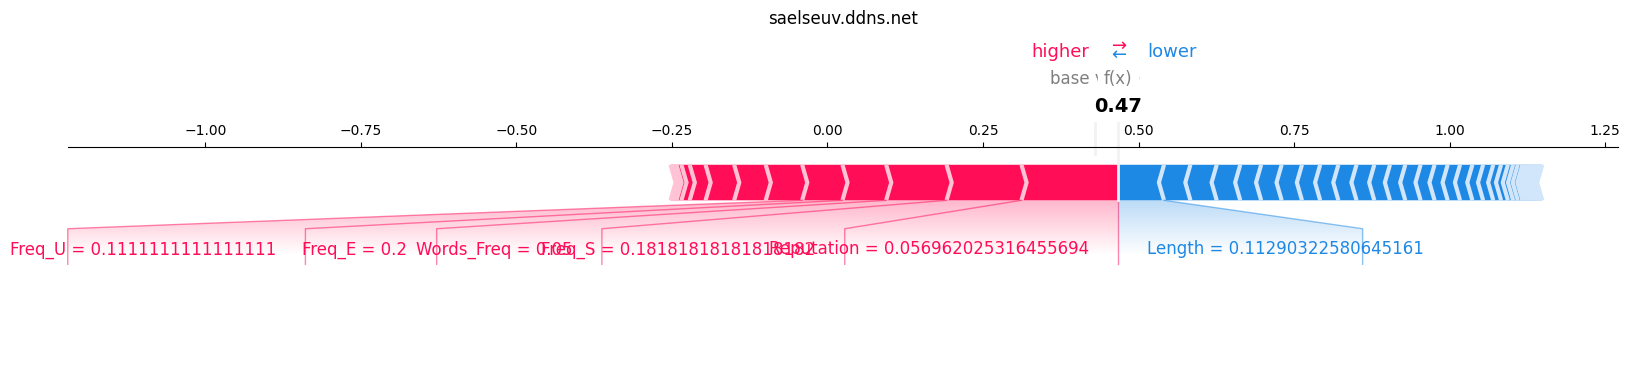 saelseuv.ddns.net
higher ⇄ lower
base f(x)
0.47
−1.00 −0.75 −0.50 −0.25 0.00 0.25 0.50 0.75 1.00 1.25
Freq_U = 0.1111111111111111 Freq_E = 0.2 Words_Freq = 0.05 Freq_S = 0.18181818181818182 Reputation = 0.056962025316455694 Length = 0.11290322580645161